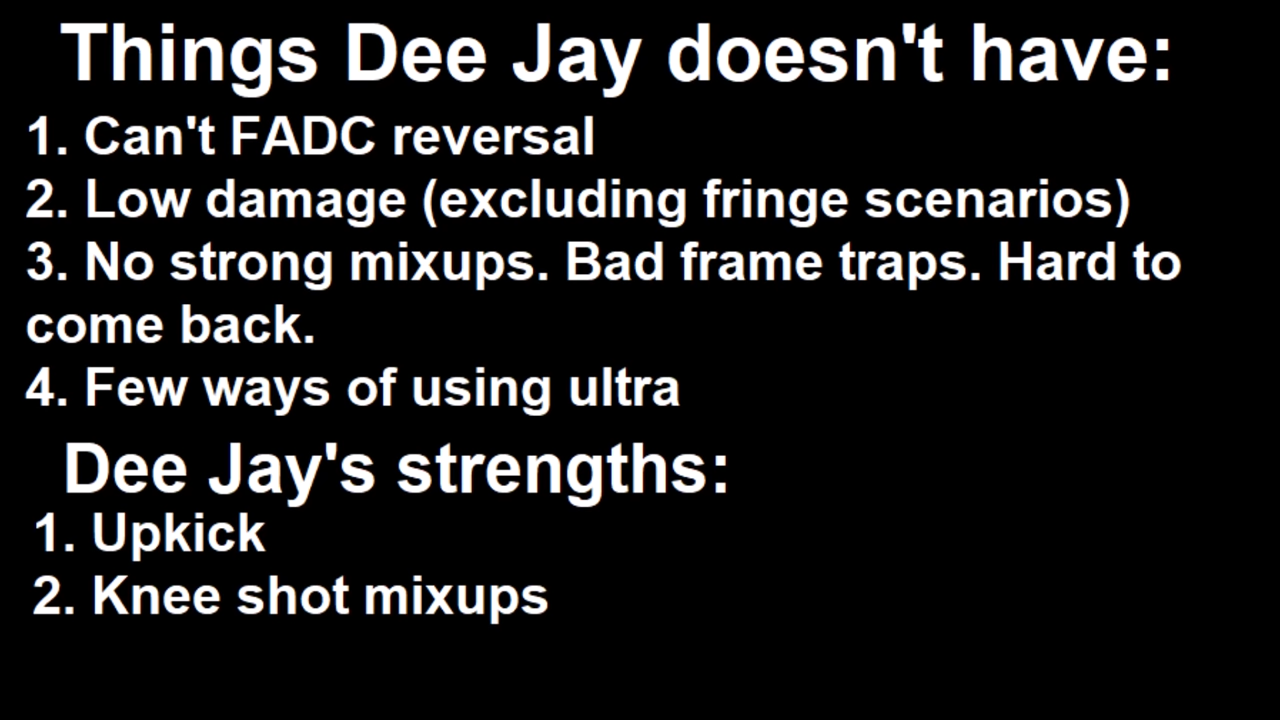 Things Dee Jay doesn't have:
1. Can't FADC reversal
2. Low damage (excluding fringe scenarios)
3. No strong mixups. Bad frame traps. Hard to
come back.
4. Few ways of using ultra
Dee Jay's strengths:
1. Upkick
2. Knee shot mixups